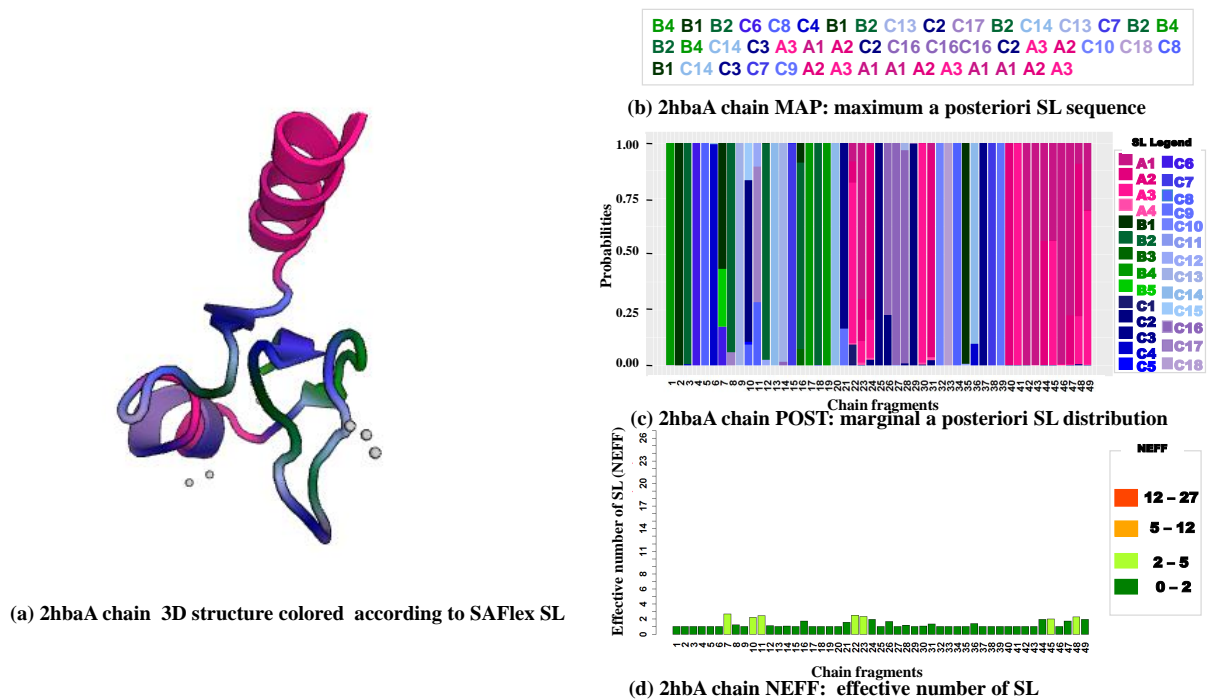 B4 B1 B2 C6 C8 C4 B1 B2 C13 C2 C17 B2 C14 C13 C7 B2 B4
B2 B4 C14 C3 A3 A1 A2 C2 C16 C16C16 C2 A3 A2 C10 C18 C8
B1 C14 C3 C7 C9 A2 A3 A1 A1 A2 A3 A1 A1 A2 A3
(b) 2hbaA chain MAP: maximum a posteriori SL sequence
SL Legend
A1
A2
A3
A4
B1
B2
B3
B4
B5
C1
C2
C3
C4
C5
C6
C7
C8
C9
C10
C11
C12
C13
C14
C15
C16
C17
C18
Probabilities
1.00
0.75
0.50
0.25
0.00
1 2 3 4 5 6 7 8 9 10 11 12 13 14 15 16 17 18 19 20 21 22 23 24 25 26 27 28 29 30 31 32 33 34 35 36 37 38 39 40 41 42 43 44 45 46 47 48 49
Chain fragments
(c) 2hbaA chain POST: marginal a posteriori SL distribution
Effective number of SL (NEFF)
26
23
20
17
14
11
8
6
4
2
0
NEFF
12 – 27
5 – 12
2 – 5
0 – 2
1 2 3 4 5 6 7 8 9 10 11 12 13 14 15 16 17 18 19 20 21 22 23 24 25 26 27 28 29 30 31 32 33 34 35 36 37 38 39 40 41 42 43 44 45 46 47 48 49
Chain fragments
(d) 2hbA chain NEFF: effective number of SL
(a) 2hbaA chain 3D structure colored according to SAFlex SL